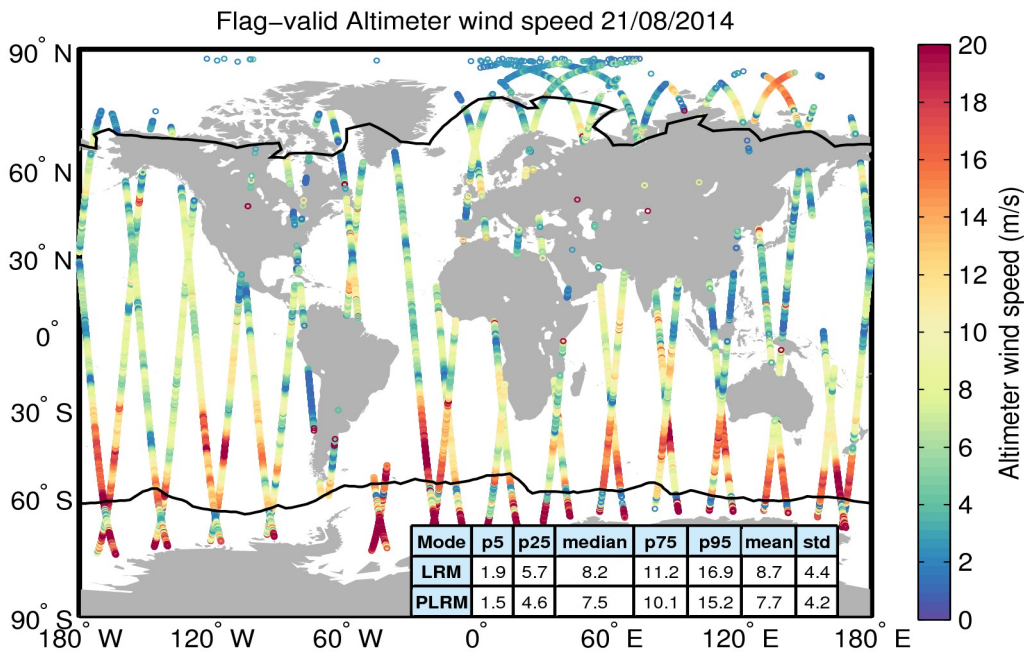 Flag−valid Altimeter wind speed 21/08/2014
90° N
60° N
30° N
0°
30° S
60° S
90° S
180° W
120° W
60° W
0°
60° E
120° E
180° E
20
18
16
14
12
10
8
6
4
2
0
Altimeter wind speed (m/s)
Mode p5 p25 median p75 p95 mean std
LRM 1.9 5.7 8.2 11.2 16.9 8.7 4.4
PLRM 1.5 4.6 7.5 10.1 15.2 7.7 4.2